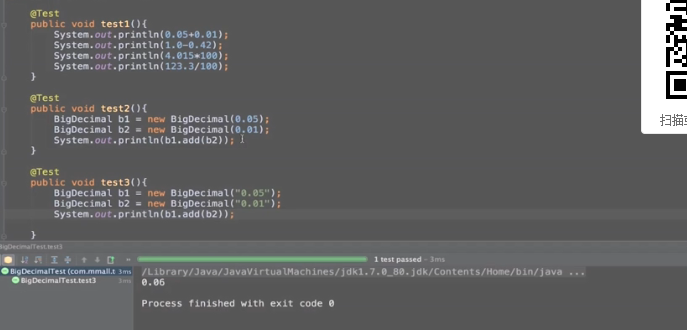 @Test
public void test1(){
System.out.println(0.05+0.01);
System.out.println(1.0-0.42);
System.out.println(4.015*100);
System.out.println(123.3/100);
}
@Test
public void test2(){
BigDecimal b1 = new BigDecimal(0.05);
BigDecimal b2 = new BigDecimal(0.01);
System.out.println(b1.add(b2));
}
@Test
public void test3(){
BigDecimal b1 = new BigDecimal("0.05");
BigDecimal b2 = new BigDecimal("0.01");
System.out.println(b1.add(b2));
}
扫描
BigDecimalTest.test3
1 test passed – 3ms
BigDecimalTest (com.mmall.t 3ms
BigDecimalTest.test3 3ms
/Library/Java/JavaVirtualMachines/jdk1.7.0_80.jdk/Contents/Home/bin/java ...
0.06
Process finished with exit code 0